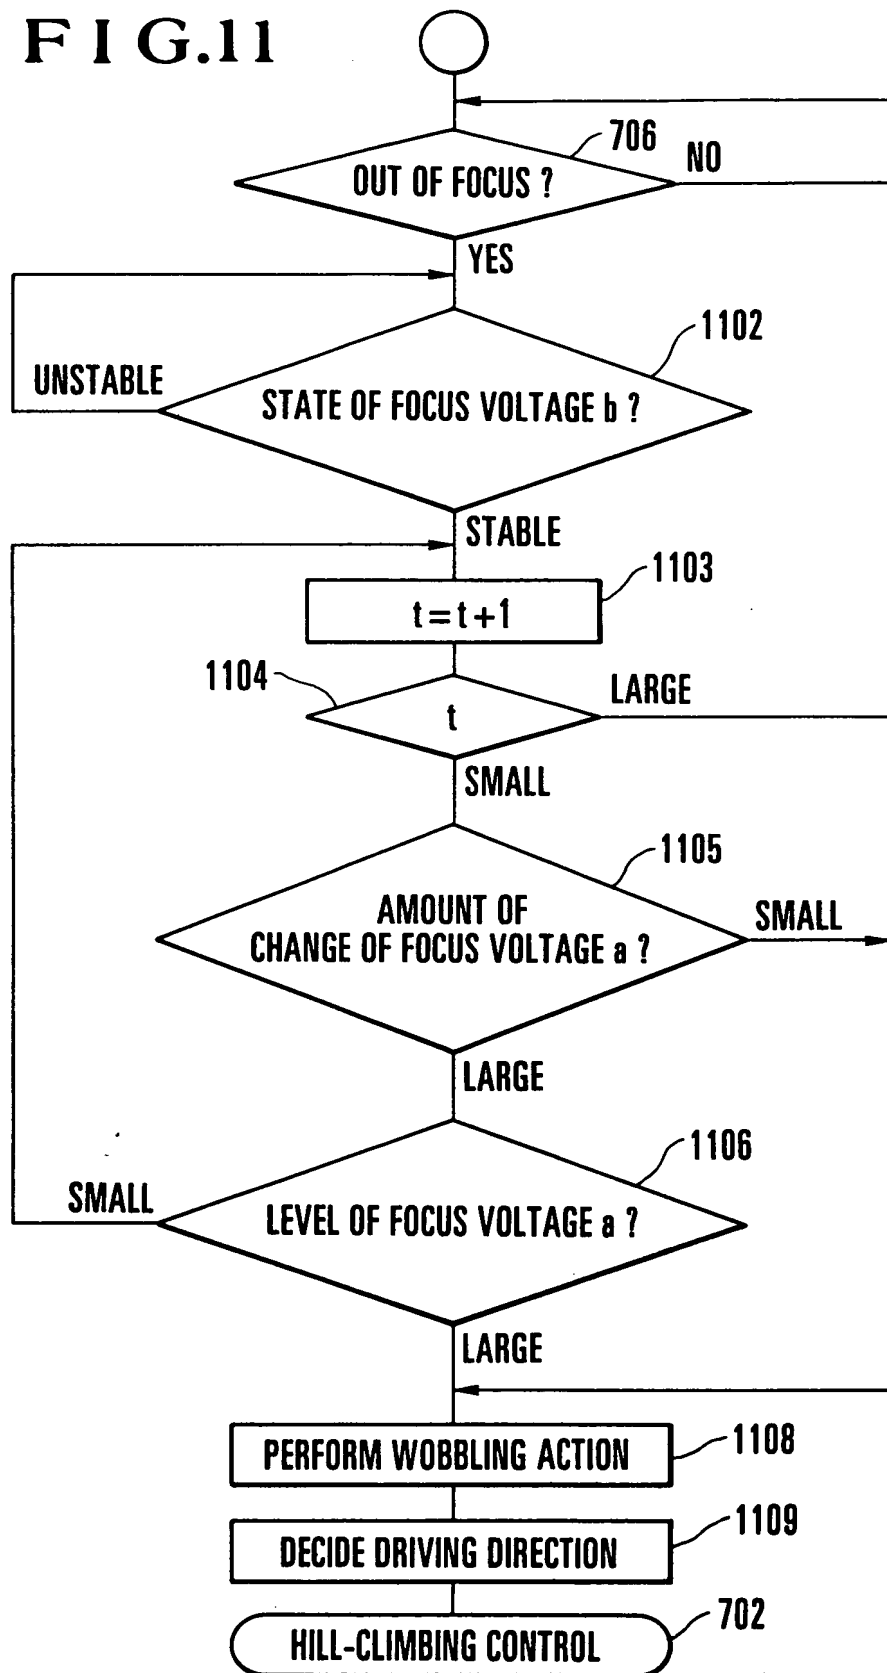 FIG.11
706
OUT OF FOCUS ?
NO
YES
1102
UNSTABLE
STATE OF FOCUS VOLTAGE b ?
STABLE
1103
t=t+1
1104
LARGE
t
SMALL
1105
AMOUNT OF
CHANGE OF FOCUS VOLTAGE a ?
SMALL
LARGE
1106
SMALL
LEVEL OF FOCUS VOLTAGE a ?
LARGE
PERFORM WOBBLING ACTION
1108
1109
DECIDE DRIVING DIRECTION
702
HILL-CLIMBING CONTROL